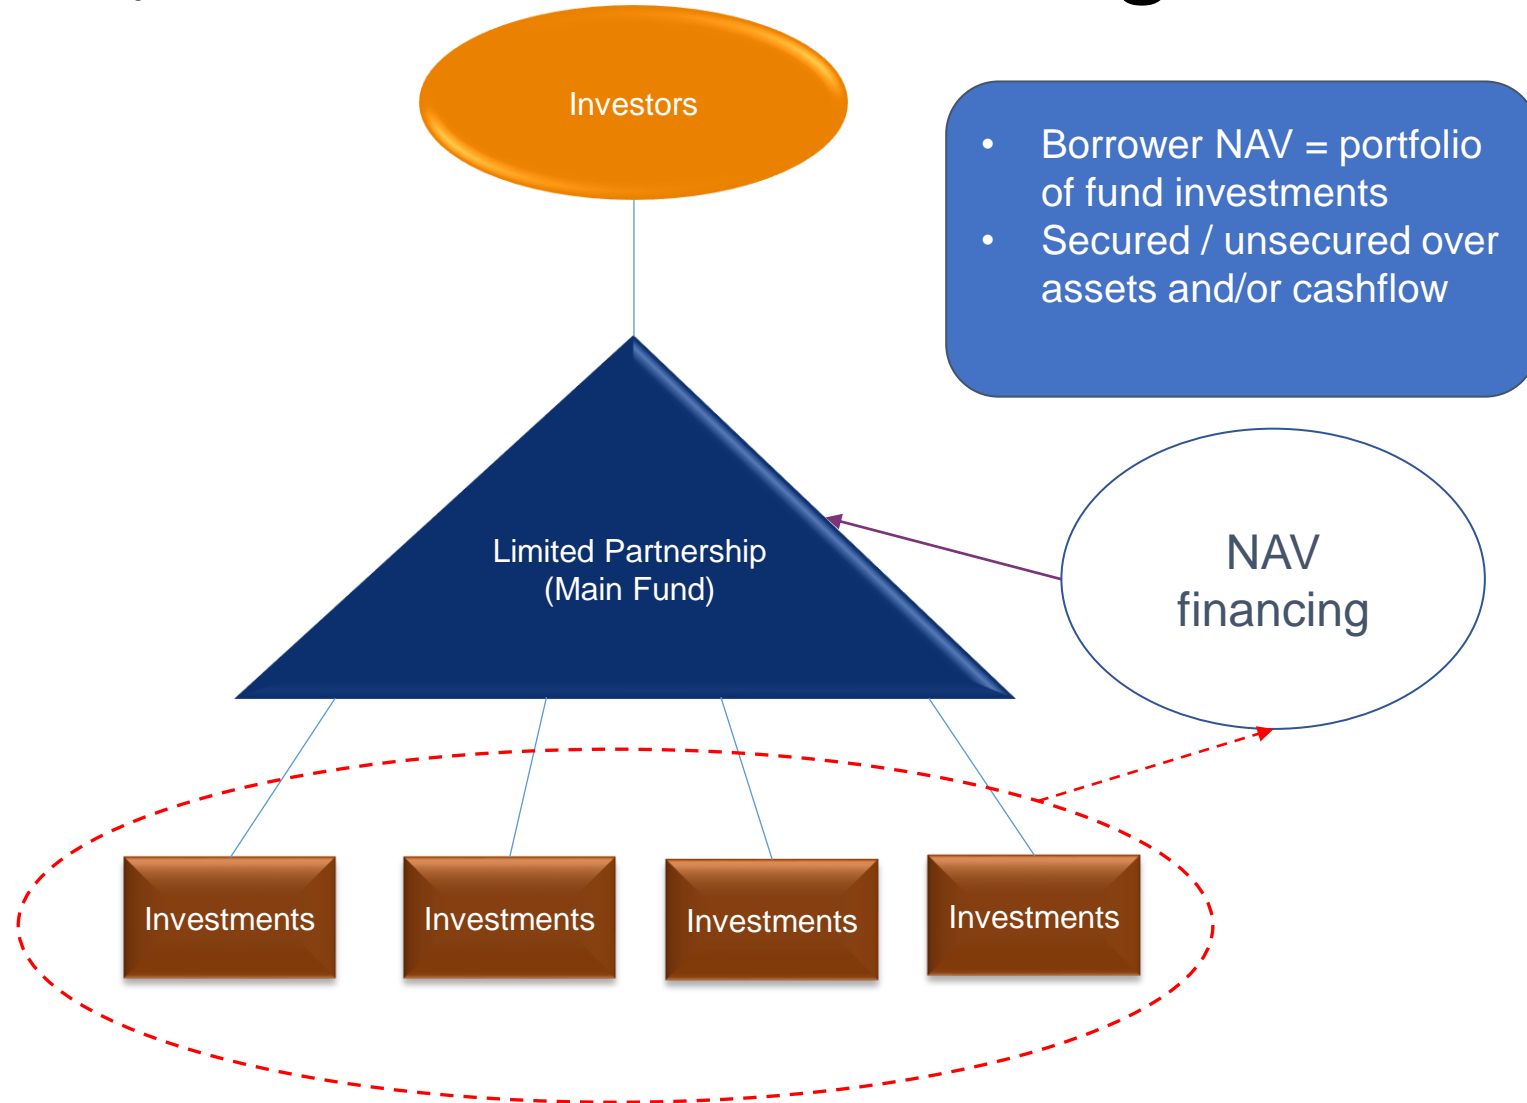 Investors
• Borrower NAV = portfolio
of fund investments
• Secured / unsecured over
assets and/or cashflow
Limited Partnership
(Main Fund)
NAV
financing
Investments
Investments
Investments
Investments